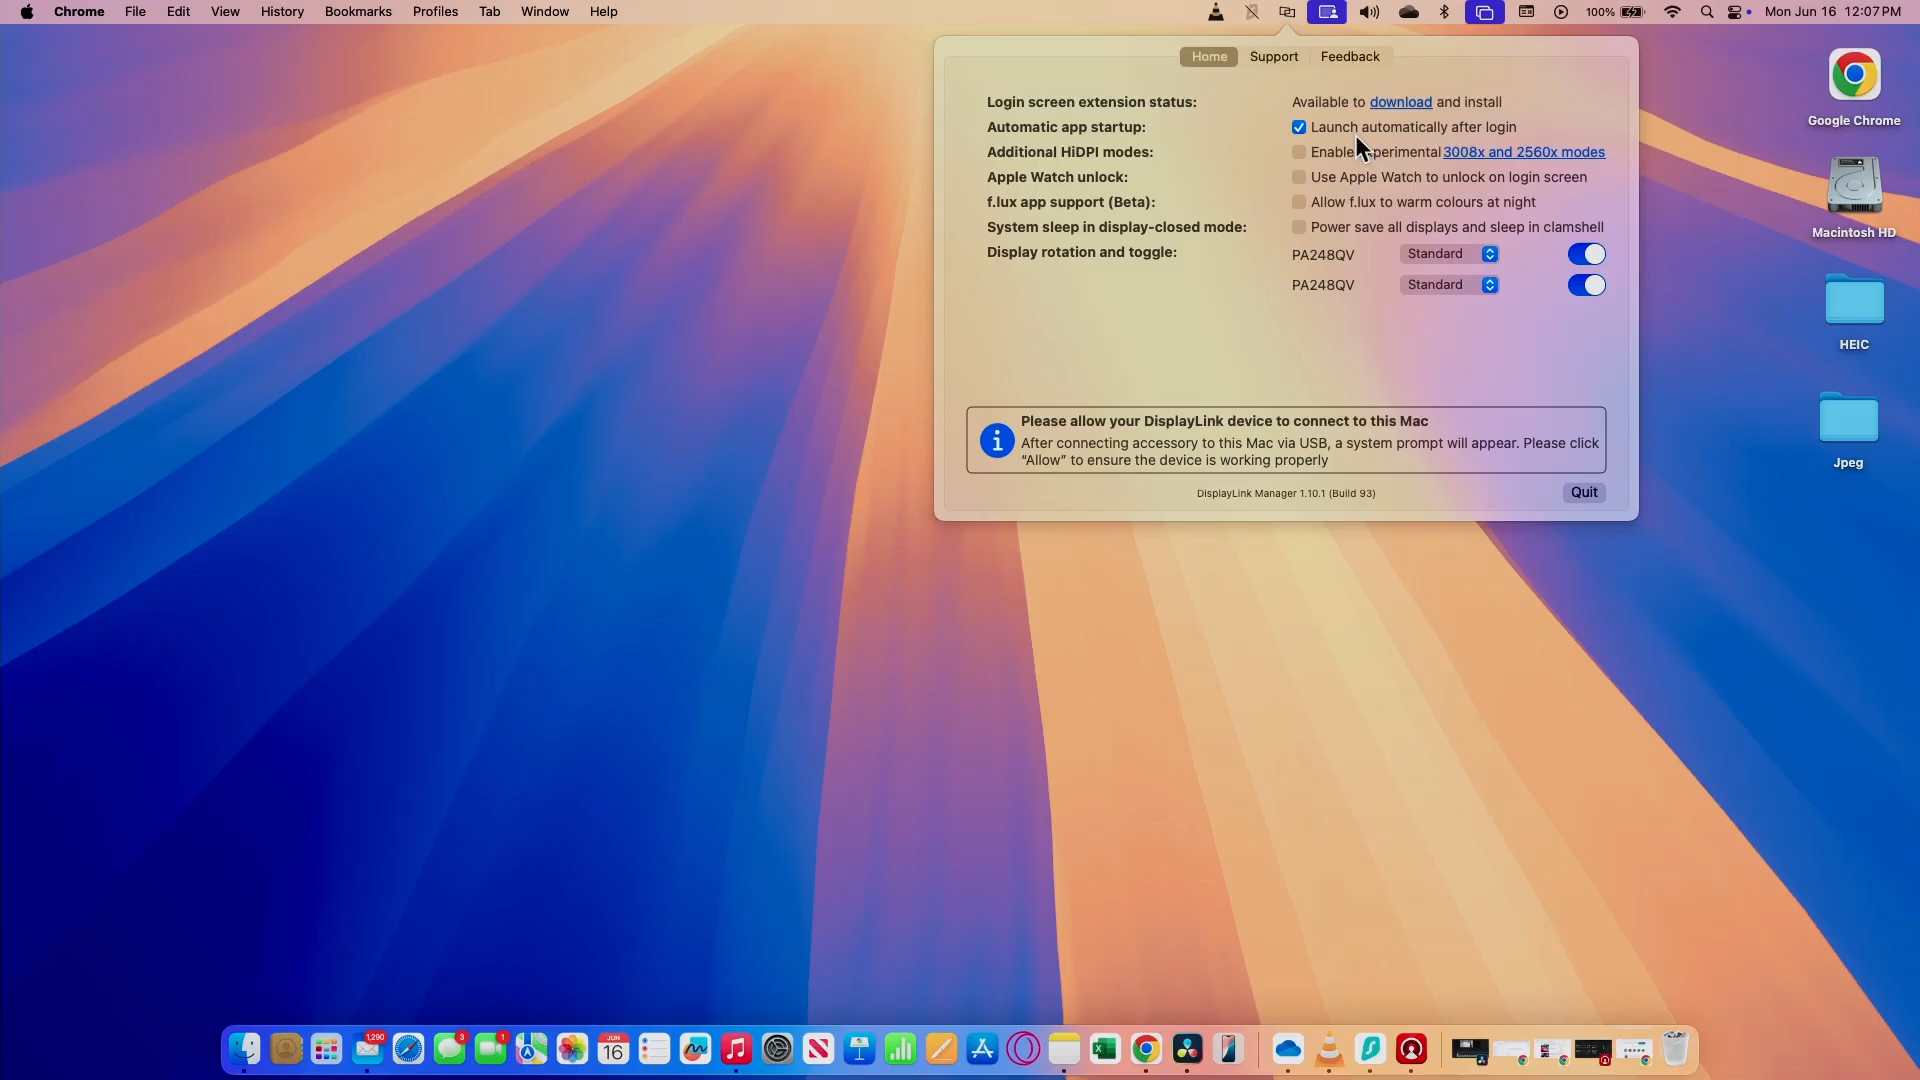 Chrome File Edit View History Bookmarks Profiles Tab Window Help 100% Mon Jun 16 12:07 PM
Home Support Feedback
Login screen extension status: Available to download and install
Automatic app startup: Launch automatically after login
Additional HiDPI modes: Enable 3008x and 2560x modes
Apple Watch unlock: Use Apple Watch to unlock on login screen
f.lux app support (Beta): Allow f.lux to warm colours at night
System sleep in display-closed mode: Power save all displays and sleep in clamshell
Display rotation and toggle: PA248QV Standard
PA248QV Standard
Please allow your DisplayLink device to connect to this Mac
After connecting accessory to this Mac via USB, a system prompt will appear. Please click
“Allow” to ensure the device is working properly
DisplayLink Manager 1.10.1 (Build 93)
Quit
Google Chrome
Macintosh HD
HEIC
Jpeg
1,290
3
1
JUN
16